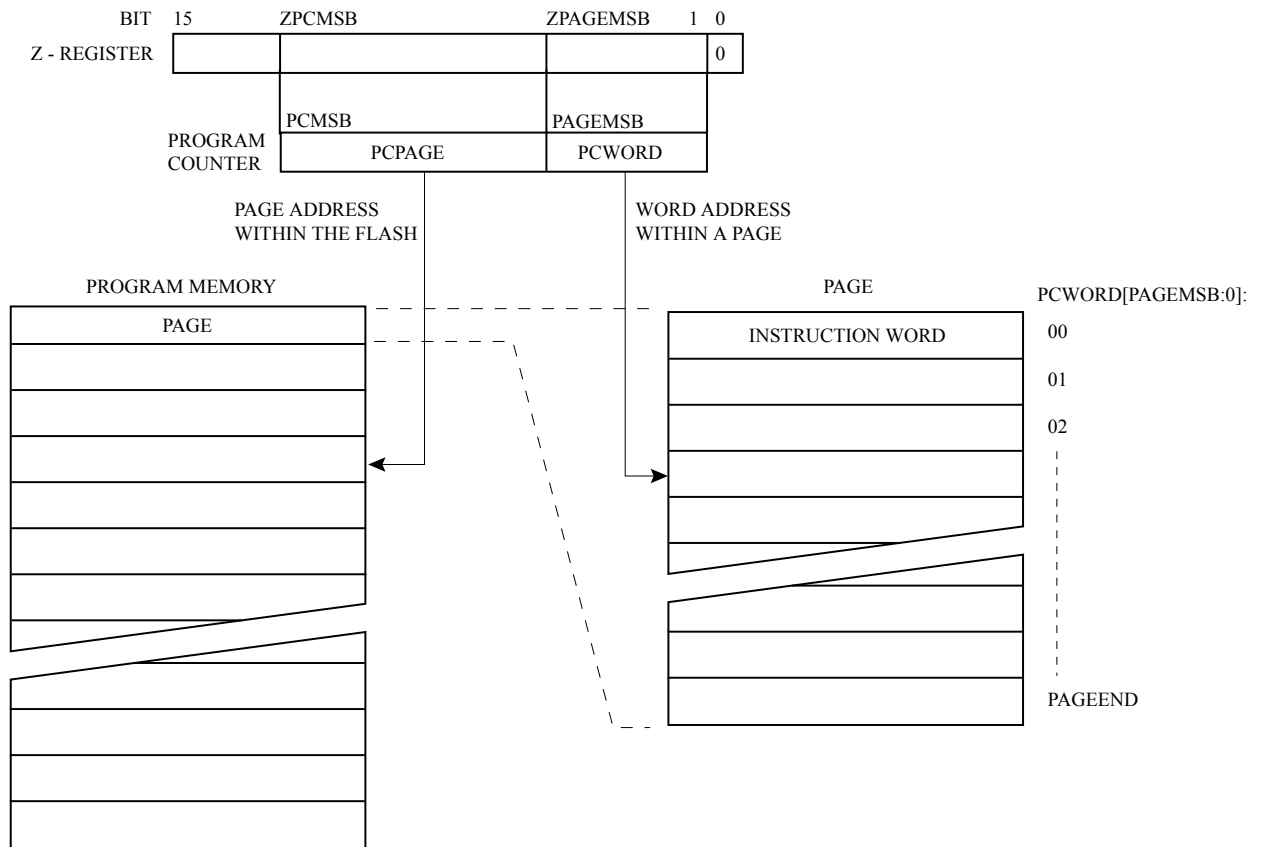 BIT 15 ZPCMSB ZPAGEMSB 1 0
Z - REGISTER 0
PCMSB PAGEMSB
PROGRAM
COUNTER
PCPAGE PCWORD
PAGE ADDRESS
WITHIN THE FLASH
WORD ADDRESS
WITHIN A PAGE
PROGRAM MEMORY
PAGE
PAGE
PCWORD[PAGEMSB:0]:
INSTRUCTION WORD
00
01
02
PAGEEND